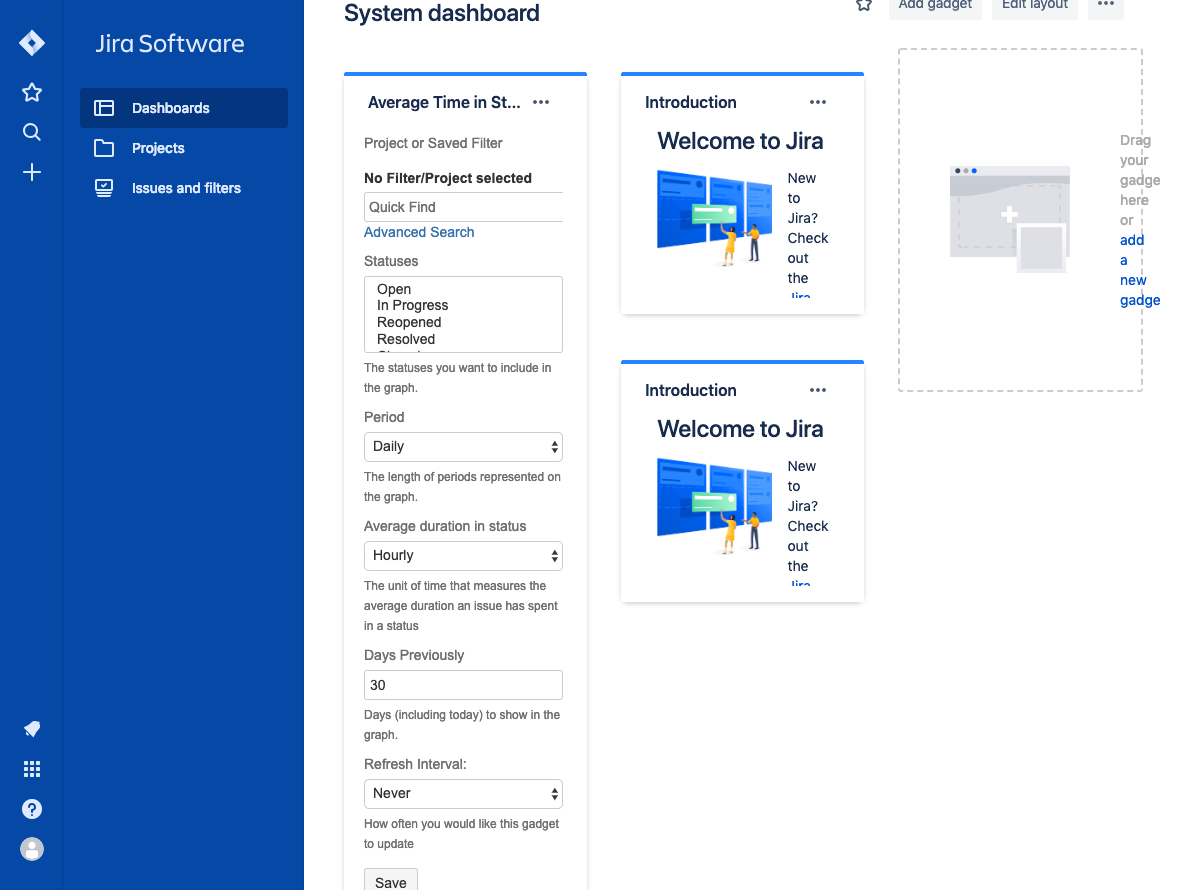 System dashboard
Add gadget
Edit layout
Jira Software
Dashboards
Projects
Issues and filters
Average Time in St...
Project or Saved Filter
No Filter/Project selected
Quick Find
Advanced Search
Statuses
Open
In Progress
Reopened
Resolved
The statuses you want to include in
the graph.
Period
Daily
The length of periods represented on
the graph.
Average duration in status
Hourly
The unit of time that measures the
average duration an issue has spent
in a status
Days Previously
30
Days (including today) to show in the
graph.
Refresh Interval:
Never
How often you would like this gadget
to update
Save
Introduction
Welcome to Jira
New
to
Jira?
Check
out
the
Jira
Introduction
Welcome to Jira
New
to
Jira?
Check
out
the
Jira
Drag
your
gadge
here
or
add
a
new
gadge